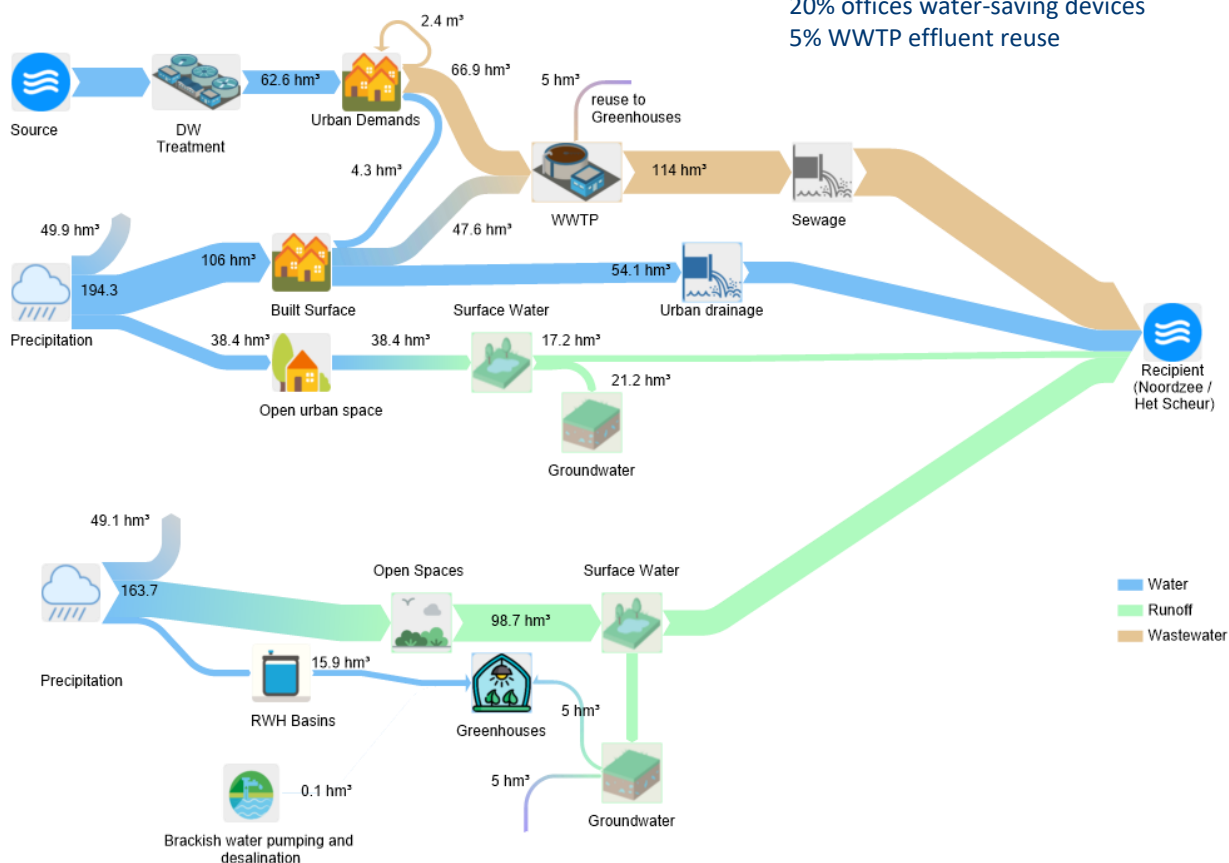 20% offices water-saving devices
5% WWTP effluent reuse
2.4 m³
62.6 hm³
66.9 hm³
5 hm³
reuse to
Greenhouses
Source
DW
Treatment
Urban Demands
4.3 hm³
114 hm³
WWTP
Sewage
49.9 hm³
47.6 hm³
106 hm³
194.3
54.1 hm³
Precipitation
Built Surface
Surface Water
Urban drainage
38.4 hm³
38.4 hm³
17.2 hm³
Recipient
(Noordzee /
Het Scheur)
21.2 hm³
Open urban space
Groundwater
49.1 hm³
Open Spaces
Surface Water
163.7
98.7 hm³
Water
Runoff
Wastewater
15.9 hm³
Precipitation
RWH Basins
Greenhouses
5 hm³
5 hm³
0.1 hm³
Groundwater
Brackish water pumping and
desalination